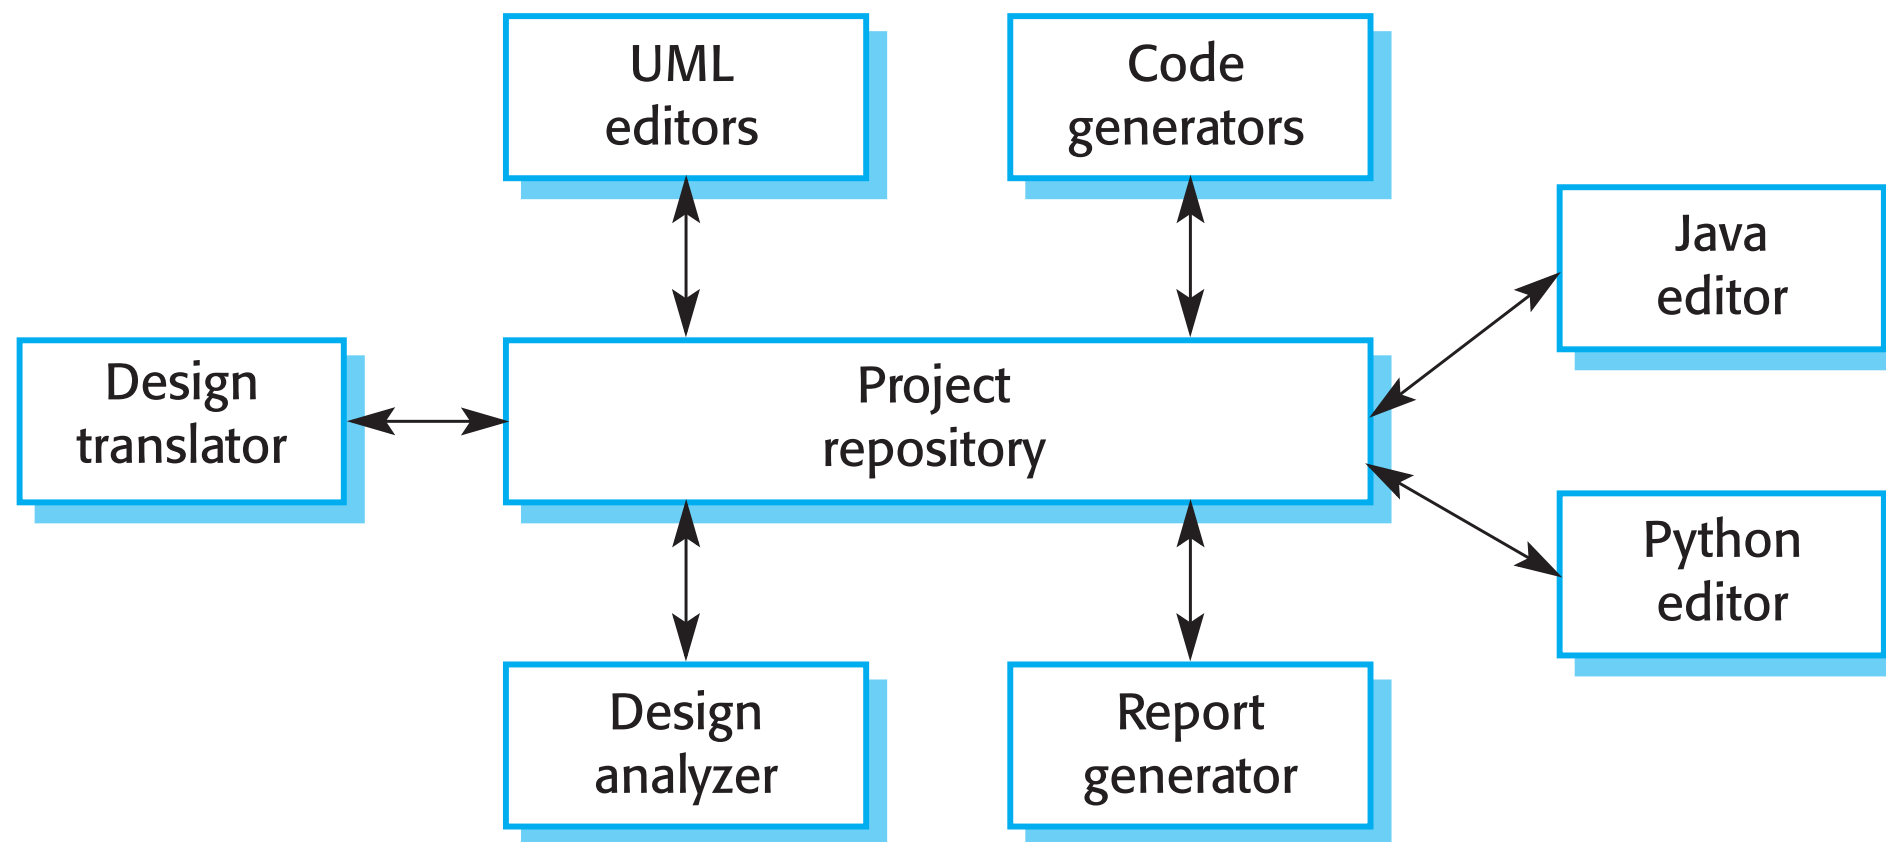 UML
editors
Code
generators
Java
editor
Design
translator
Project
repository
Python
editor
Design
analyzer
Report
generator